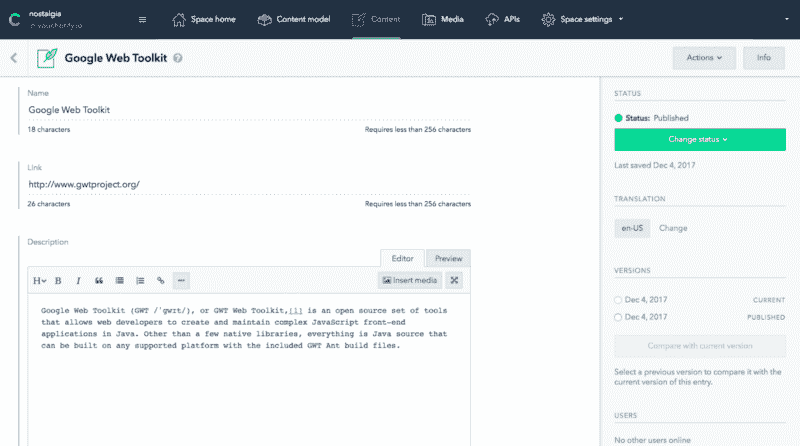 nostalgia
Space home
Content model
Content
Media
APIs
Space settings
Google Web Toolkit
Actions
Info
Name
Google Web Toolkit
18 characters
Requires less than 256 characters
Link
http://www.gwtproject.org/
26 characters
Requires less than 256 characters
Description
Editor
Preview
H
B
I
Insert media
Google Web Toolkit (GWT /ˈɡwɪt/), or GWT Web Toolkit,[1] is an open source set of tools
that allows web developers to create and maintain complex JavaScript front-end
applications in Java. Other than a few native libraries, everything is Java source that
can be built on any supported platform with the included GWT Ant build files.
STATUS
Status: Published
Change status
Last saved Dec 4, 2017
TRANSLATION
en-US
Change
VERSIONS
Dec 4, 2017 CURRENT
Dec 4, 2017 PUBLISHED
Compare with current version
Select a previous version to compare it with the
current version of this entry.
USERS
No other users online